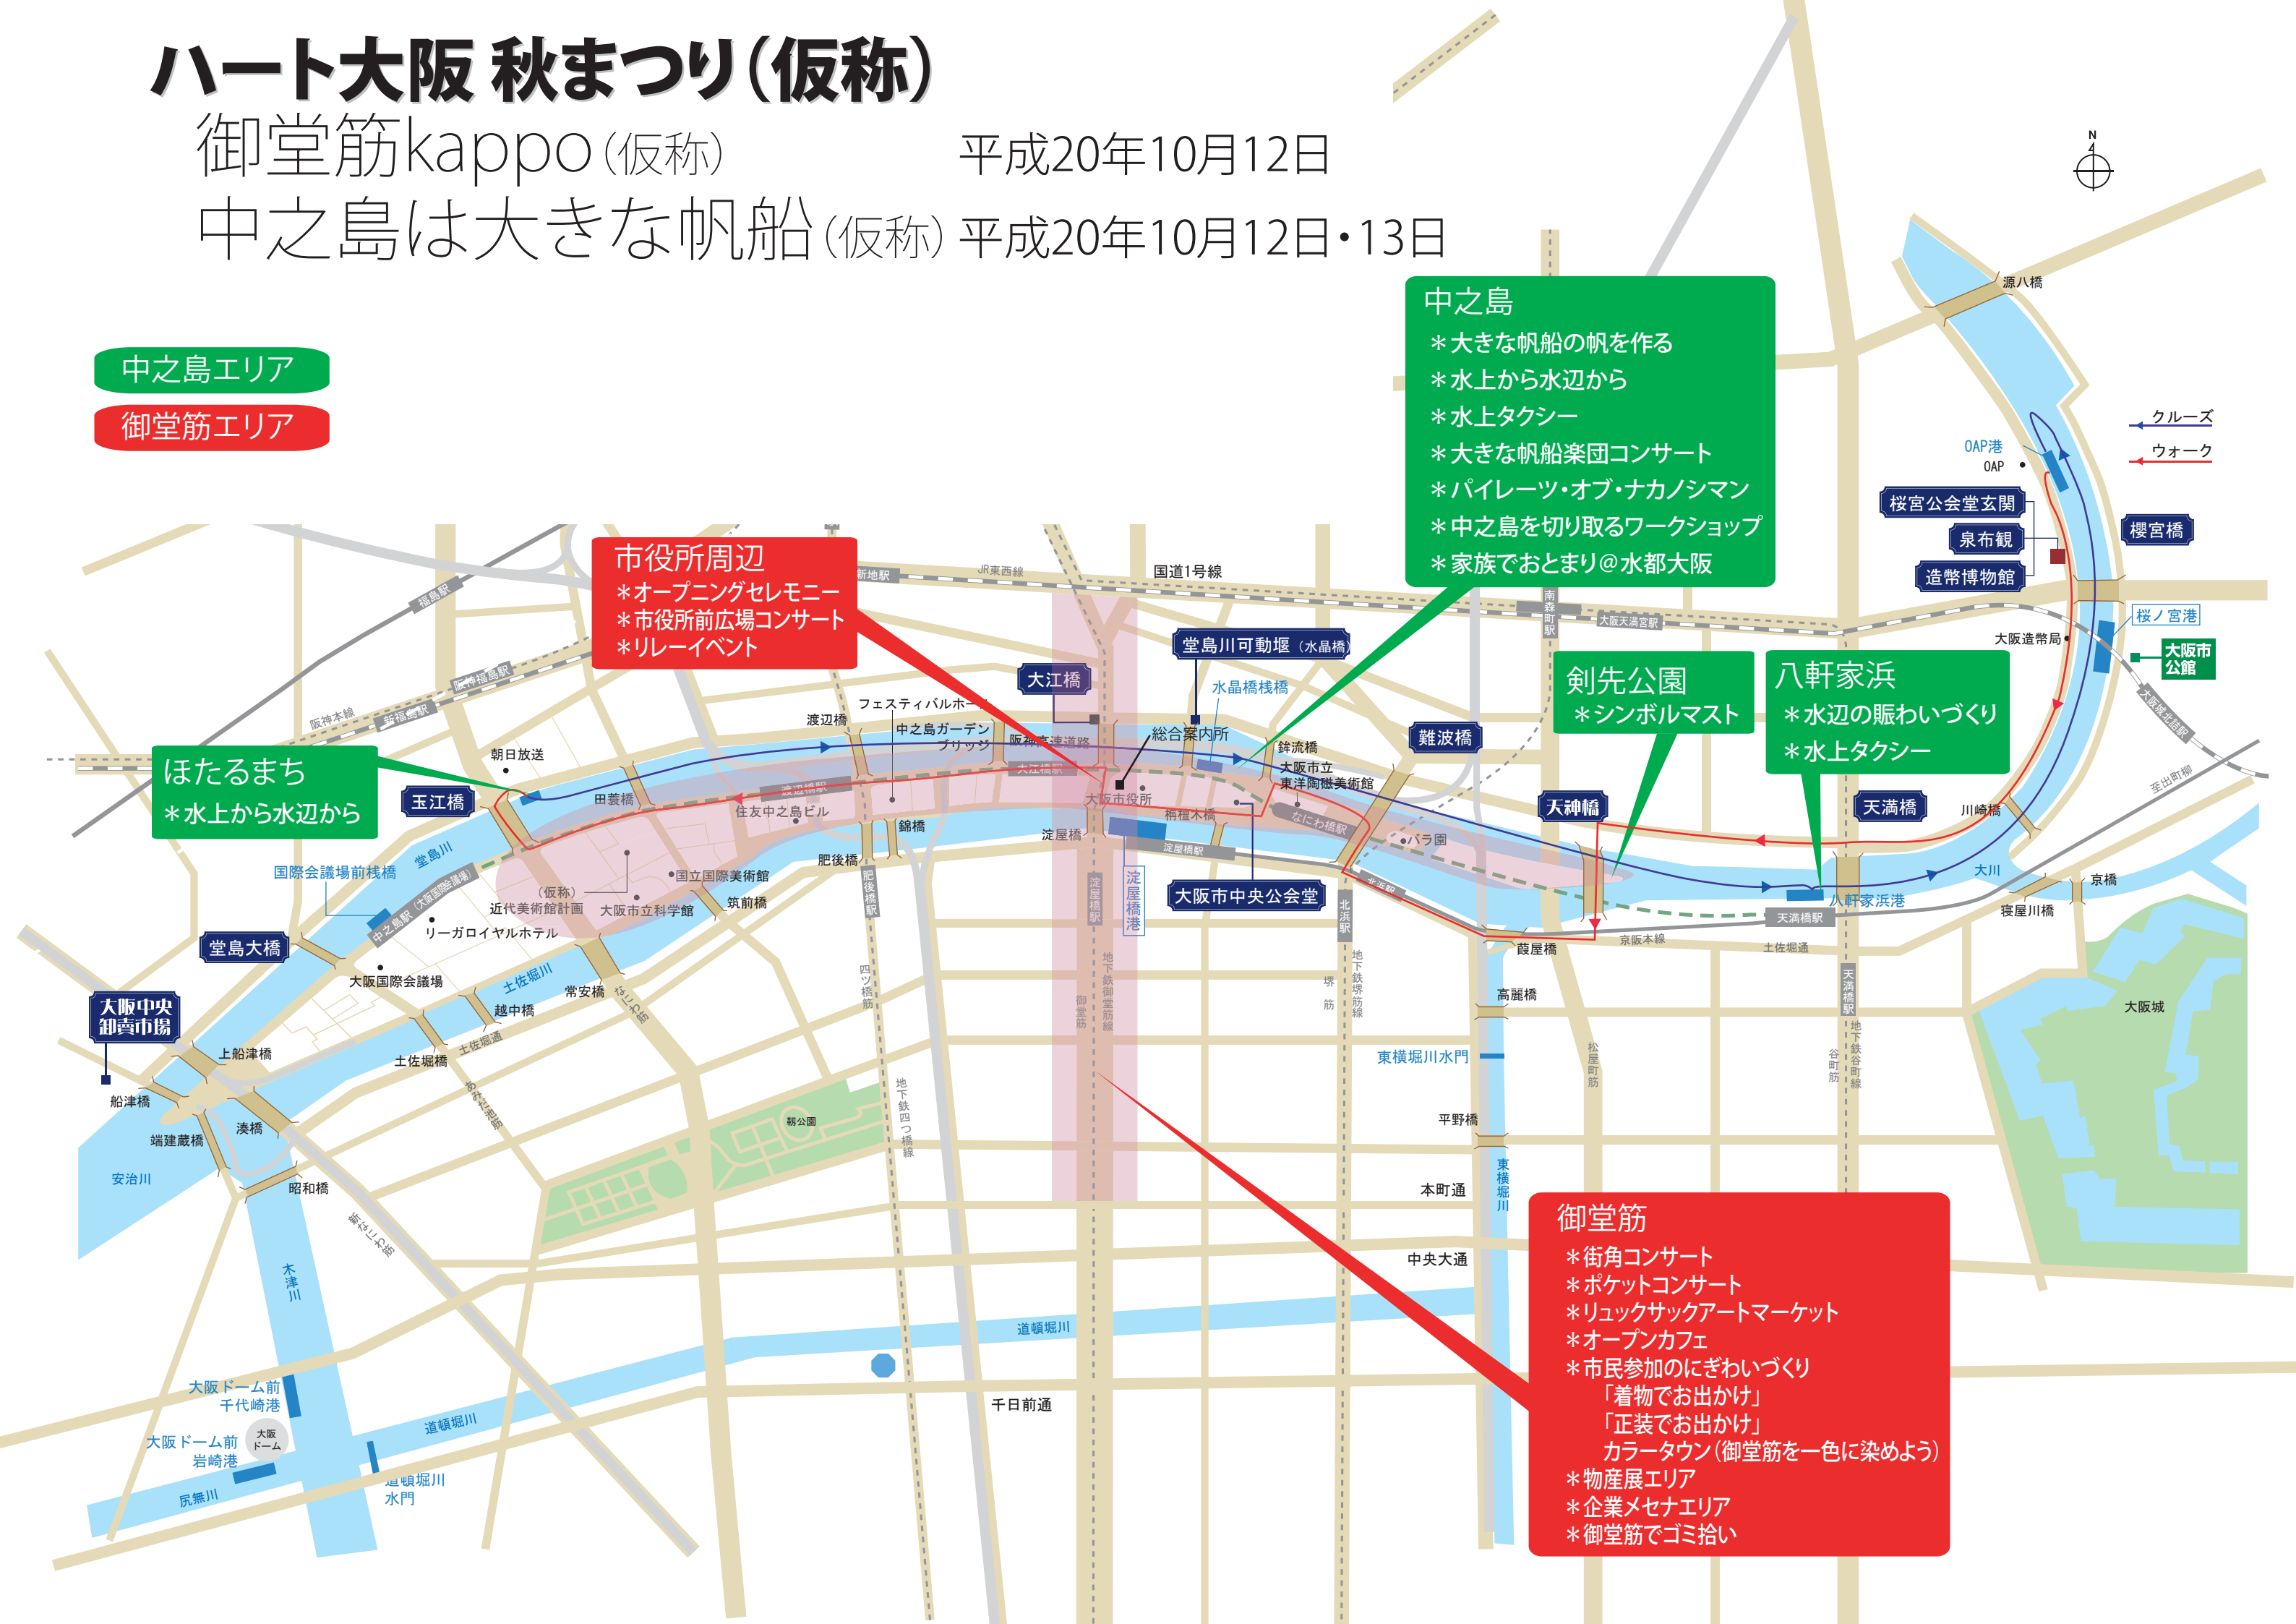 ハート大阪 秋まつり（仮称）
御堂筋kappo（仮称） 平成20年10月12日
中之島は大きな帆船（仮称） 平成20年10月12日・13日
中之島エリア
御堂筋エリア
N
クルーズ
ウォーク
中之島
＊大きな帆船の帆を作る
＊水上から水辺から
＊水上タクシー
＊大きな帆船楽団コンサート
＊パイレーツ・オブ・ナカノシマン
＊中之島を切り取るワークショップ
＊家族でおとまり＠水都大阪
市役所周辺
＊オープニングセレモニー
＊市役所前広場コンサート
＊リレーイベント
剣先公園
＊シンボルマスト
八軒家浜
＊水辺の賑わいづくり
＊水上タクシー
ほたるまち
＊水上から水辺から
御堂筋
＊街角コンサート
＊ポケットコンサート
＊リュックサックアートマーケット
＊オープンカフェ
＊市民参加のにぎわいづくり
「着物でお出かけ」
「正装でお出かけ」
カラータウン（御堂筋を一色に染めよう）
＊物産展エリア
＊企業メセナエリア
＊御堂筋でゴミ拾い
源八橋
OAP港
OAP
桜宮公会堂玄関
泉布観
造幣博物館
櫻宮橋
桜ノ宮港
大阪造幣局
大阪市
公館
大阪城北詰駅
至出町柳
川崎橋
大川
京橋
寝屋川橋
大阪城
新地駅
JR東西線
国道1号線
南森町駅
大阪天満宮駅
福島駅
阪神福島駅
新福島駅
阪神本線
大江橋
堂島川可動堰（水晶橋）
水晶橋桟橋
フェスティバルホール
渡辺橋
中之島ガーデン
ブリッジ
阪神高速道路
総合案内所
鉾流橋
大阪市立
東洋陶磁美術館
難波橋
天神橋
天満橋
朝日放送
玉江橋
田蓑橋
渡辺橋駅
大江橋駅
大阪市役所
住友中之島ビル
錦橋
淀屋橋
栴檀木橋
なにわ橋駅
バラ園
肥後橋
淀屋橋駅
八軒家浜港
天満橋駅
堂島川
国際会議場前桟橋
中之島駅（大阪国際会議場）
国立国際美術館
（仮称）
近代美術館計画
大阪市立科学館
筑前橋
肥後橋駅
淀屋橋駅
淀屋橋港
大阪市中央公会堂
北浜駅
北浜駅
葭屋橋
京阪本線
土佐堀通
リーガロイヤルホテル
堂島大橋
大阪国際会議場
土佐堀川
常安橋
越中橋
なにわ筋
四ツ橋筋
地下鉄御堂筋線
御堂筋
堺筋
地下鉄堺筋線
高麗橋
天満橋駅
大阪中央
卸売市場
上船津橋
土佐堀橋
土佐堀通
あみだ池筋
船津橋
湊橋
端建蔵橋
昭和橋
安治川
靱公園
地下鉄四つ橋線
東横堀川水門
松屋町筋
谷町筋
地下鉄谷町線
平野橋
東横堀川
本町通
新なにわ筋
木津川
中央大通
道頓堀川
大阪ドーム前
千代崎港
大阪
ドーム
大阪ドーム前
岩崎港
尻無川
道頓堀川
道頓堀川
水門
千日前通